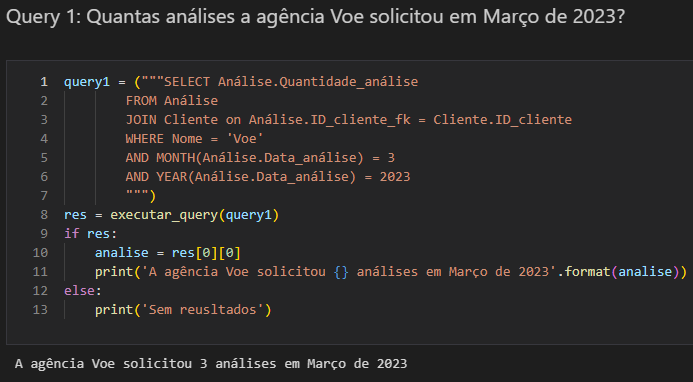 Query 1: Quantas análises a agência Voe solicitou em Março de 2023?
1 query1 = ("""SELECT Análise.Quantidade_análise
2 FROM Análise
3 JOIN Cliente on Análise.ID_cliente_fk = Cliente.ID_cliente
4 WHERE Nome = 'Voe'
5 AND MONTH(Análise.Data_análise) = 3
6 AND YEAR(Análise.Data_análise) = 2023
7 """)
8 res = executar_query(query1)
9 if res:
10 analise = res[0][0]
11 print('A agência Voe solicitou {} análises em Março de 2023'.format(analise))
12 else:
13 print('Sem reusltados')
A agência Voe solicitou 3 análises em Março de 2023